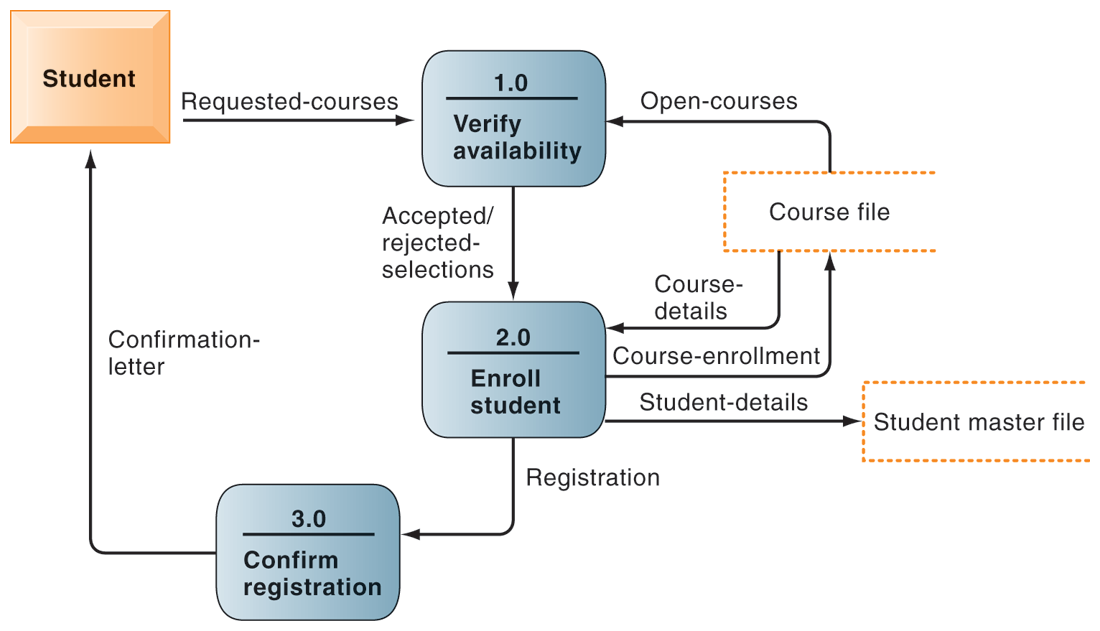 Student
Requested-courses
1.0
Verify
availability
Open-courses
Course file
Accepted/
rejected-
selections
Course-
details
2.0
Enroll
student
Course-enrollment
Student-details
Student master file
Confirmation-
letter
Registration
3.0
Confirm
registration